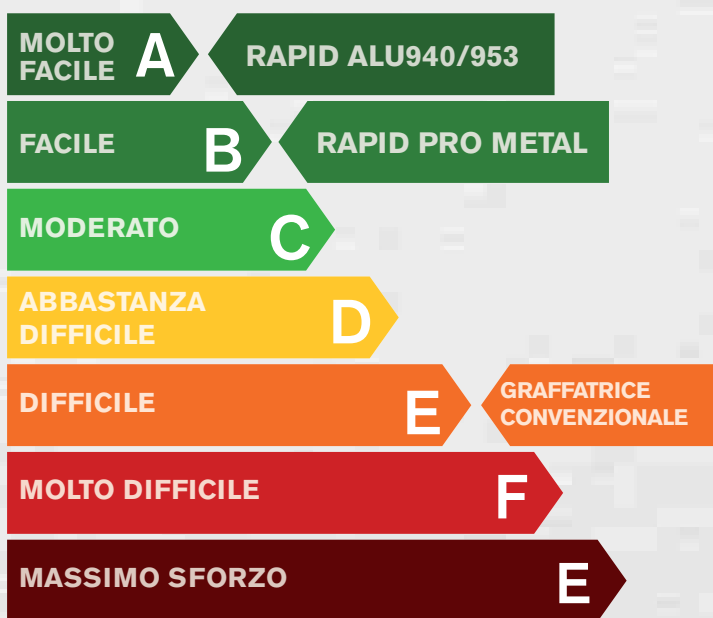 MOLTO
FACILE A
RAPID ALU940/953
FACILE B
RAPID PRO METAL
MODERATO C
ABBASTANZA
DIFFICILE D
DIFFICILE E
GRAFFATRICE
CONVENZIONALE
MOLTO DIFFICILE F
MASSIMO SFORZO E